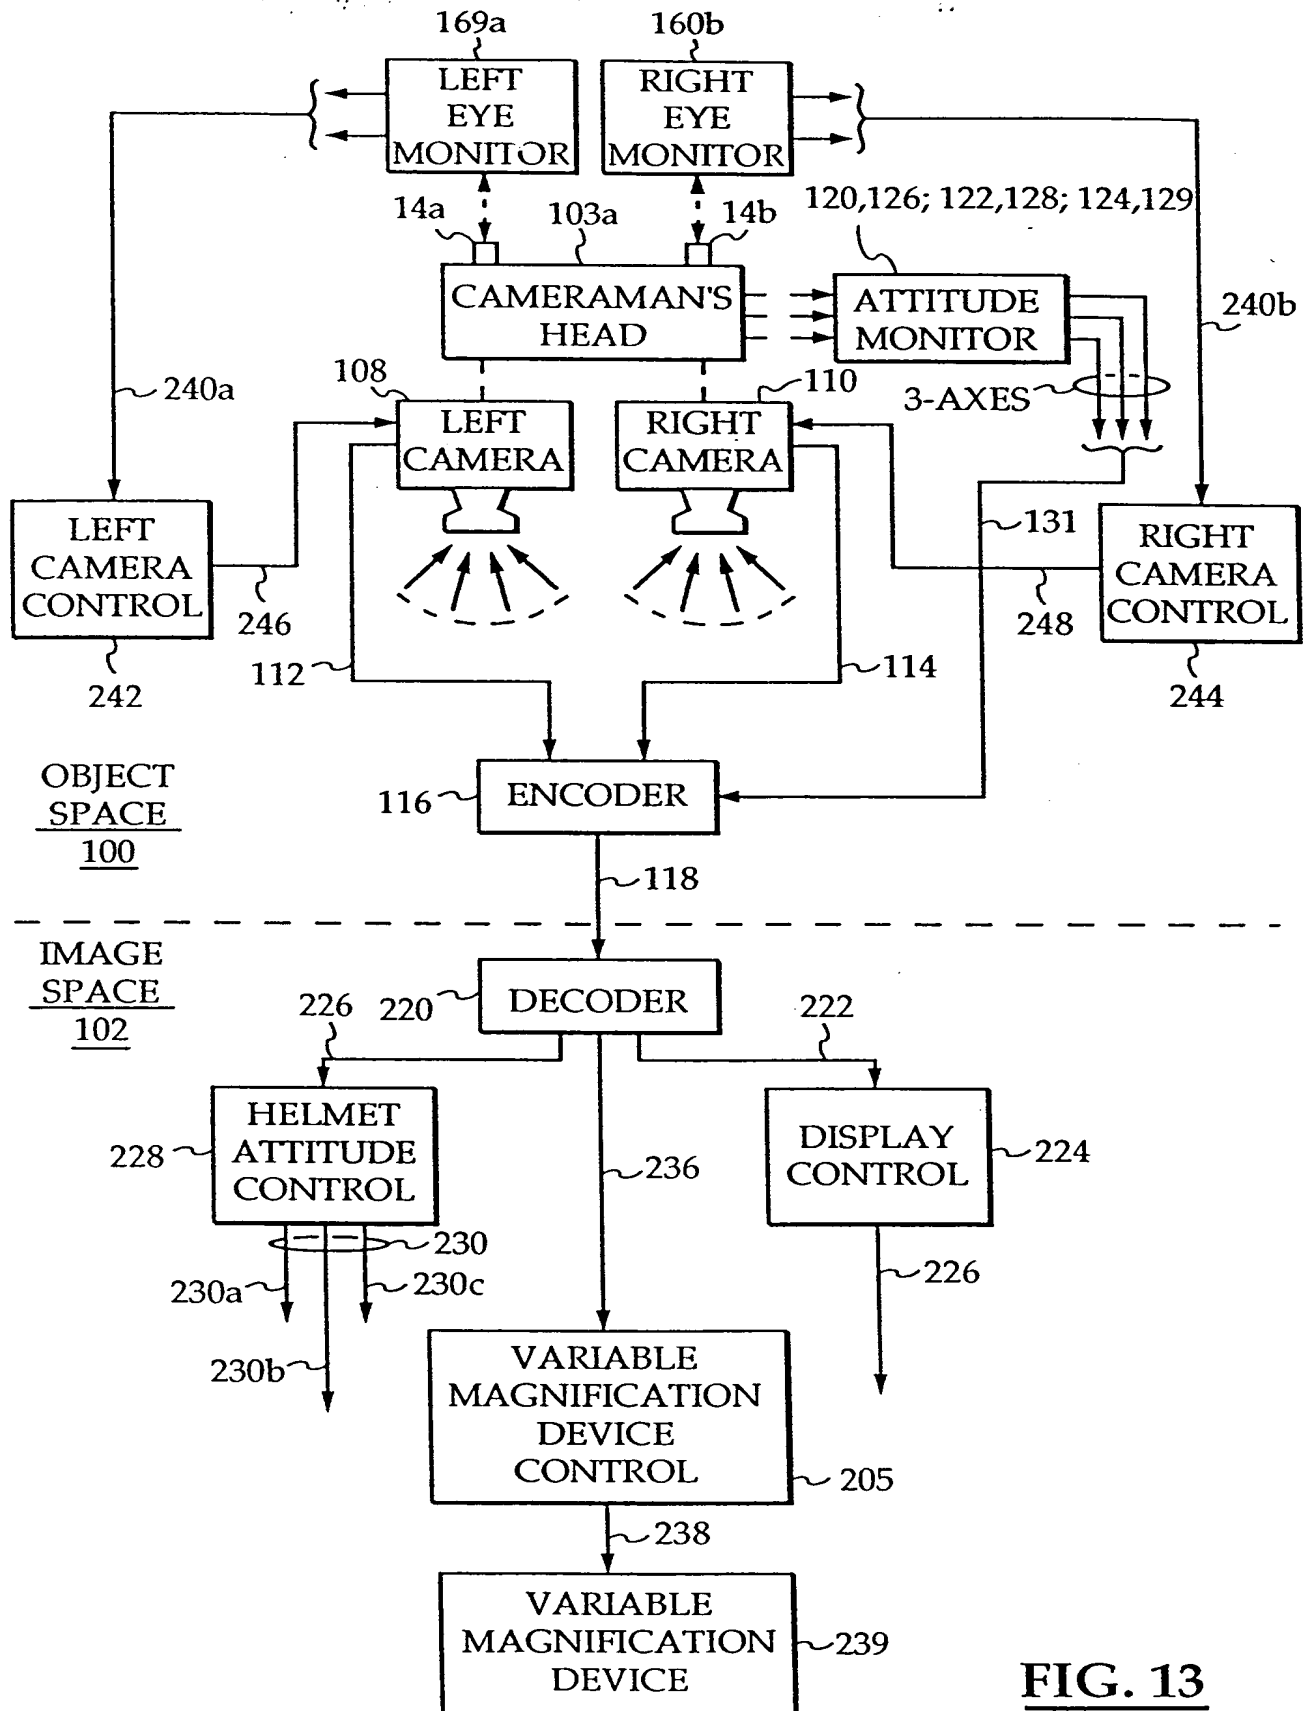 169a
160b
LEFT
EYE
MONITOR
RIGHT
EYE
MONITOR
14a
103a
14b
120,126; 122,128; 124,129
CAMERAMAN'S
HEAD
ATTITUDE
MONITOR
240b
240a
108
110
3-AXES
LEFT
CAMERA
RIGHT
CAMERA
LEFT
CAMERA
CONTROL
131
RIGHT
CAMERA
CONTROL
246
248
112
114
242
244
OBJECT
SPACE
100
116
ENCODER
118
IMAGE
SPACE
102
220
DECODER
226
222
HELMET
ATTITUDE
CONTROL
228
236
DISPLAY
CONTROL
224
230
230a
230c
226
230b
VARIABLE
MAGNIFICATION
DEVICE
CONTROL
205
238
VARIABLE
MAGNIFICATION
DEVICE
239
FIG. 13